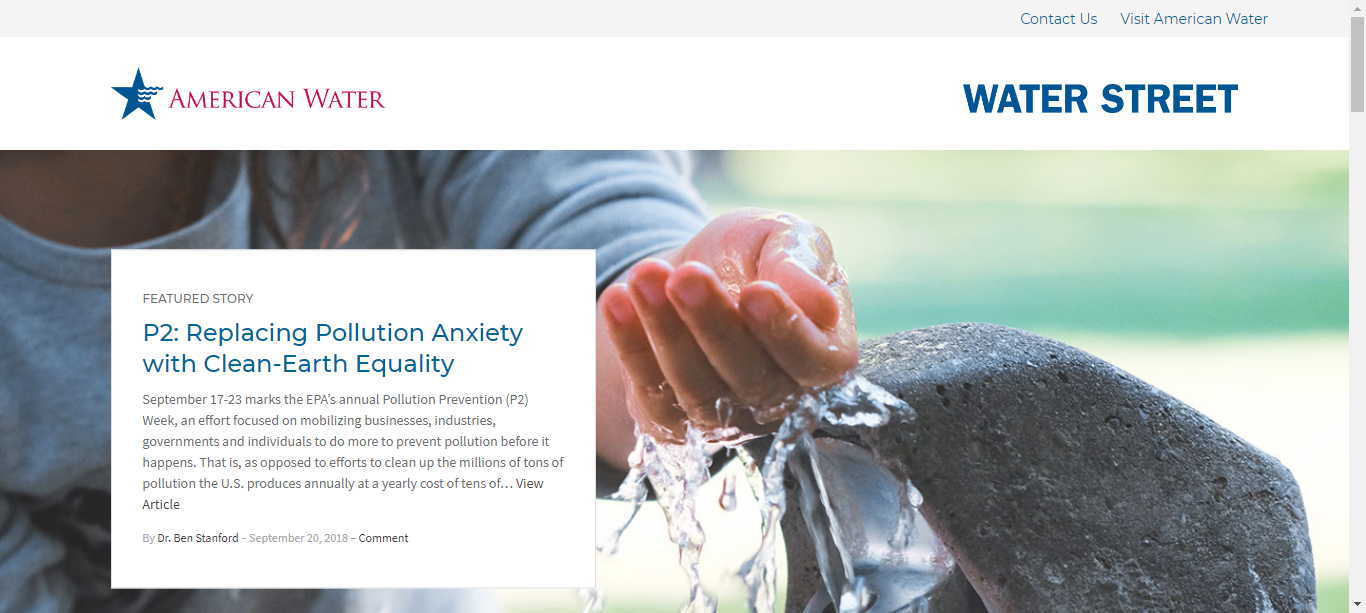 Contact Us Visit American Water
AMERICAN WATER
WATER STREET
FEATURED STORY
P2: Replacing Pollution Anxiety
with Clean-Earth Equality
September 17-23 marks the EPA's annual Pollution Prevention (P2)
Week, an effort focused on mobilizing businesses, industries,
governments and individuals to do more to prevent pollution before it
happens. That is, as opposed to efforts to clean up the millions of tons of
pollution the U.S. produces annually at a yearly cost of tens of… View
Article
By Dr. Ben Stanford – September 20, 2018 – Comment